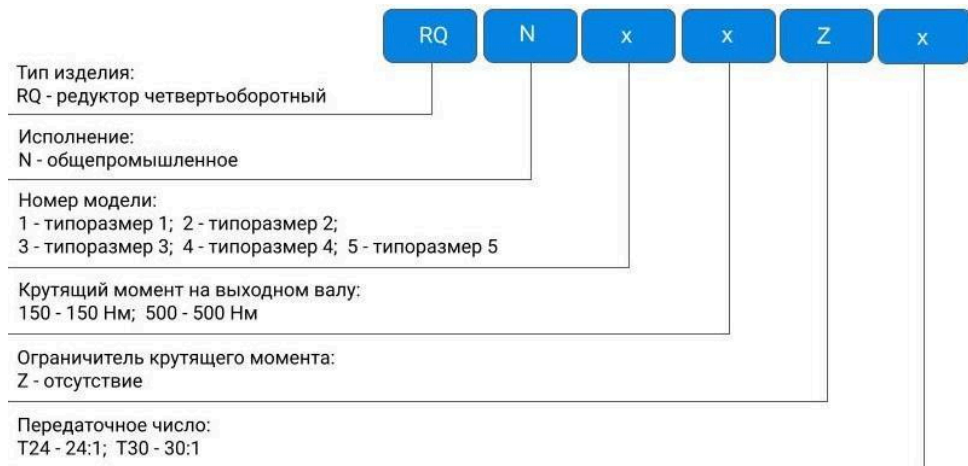 RQ N x x Z x
Тип изделия:
RQ - редуктор четвертьоборотный
Исполнение:
N - общепромышленное
Номер модели:
1 - типоразмер 1; 2 - типоразмер 2;
3 - типоразмер 3; 4 - типоразмер 4; 5 - типоразмер 5
Крутящий момент на выходном валу:
150 - 150 Нм; 500 - 500 Нм
Ограничитель крутящего момента:
Z - отсутствие
Передаточное число:
T24 - 24:1; T30 - 30:1